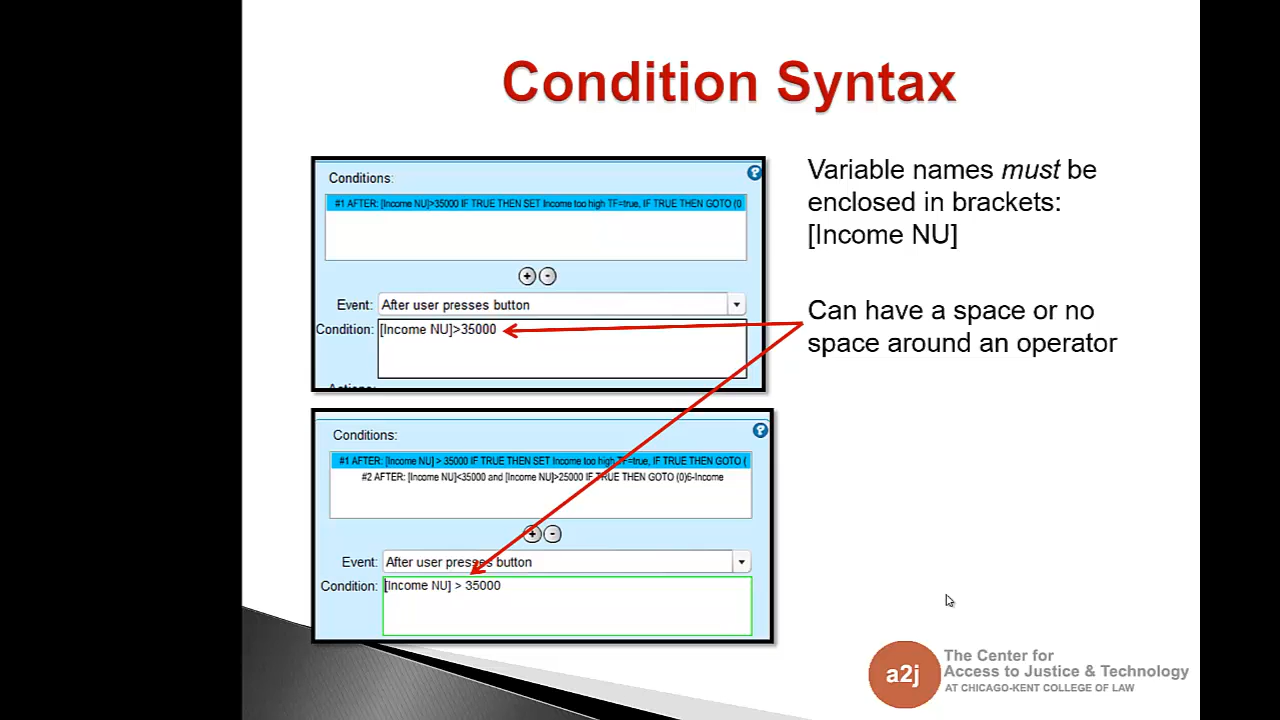 Condition Syntax
Conditions:
#1 AFTER: [Income NU]>35000 IF TRUE THEN SET Income too high TF=true, IF TRUE THEN GOTO (0
+ -
Event: After user presses button
Condition: [Income NU]>35000
Conditions:
#1 AFTER: [Income NU] > 35000 IF TRUE THEN SET Income too high TF=true, IF TRUE THEN GOTO (
#2 AFTER: [Income NU]<35000 and [Income NU]>25000 IF TRUE THEN GOTO (0)6-Income
+ -
Event: After user presses button
Condition: [Income NU] > 35000
Variable names must be
enclosed in brackets:
[Income NU]
Can have a space or no
space around an operator
a2j
The Center for
Access to Justice & Technology
AT CHICAGO-KENT COLLEGE OF LAW